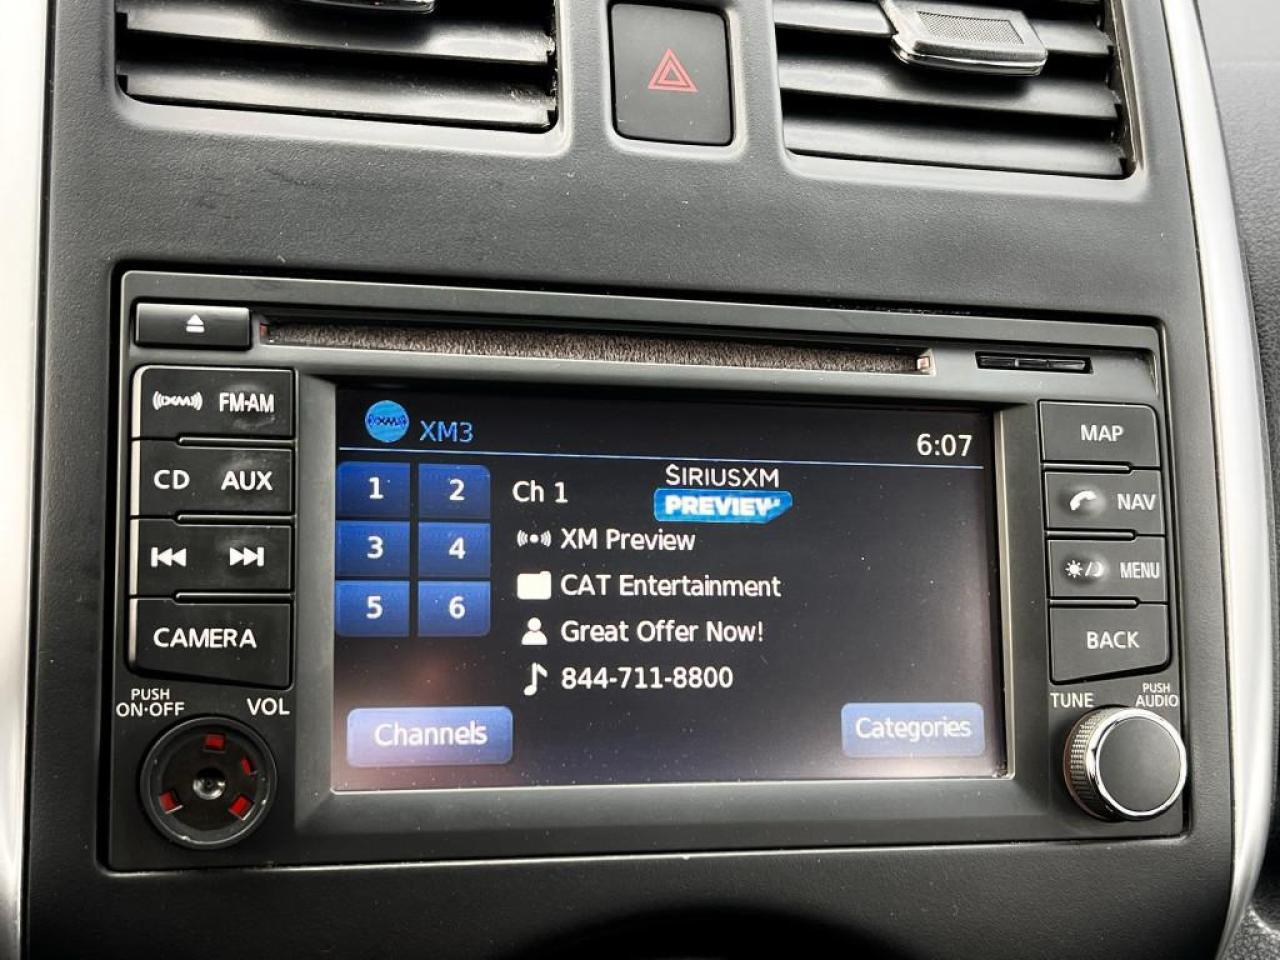 XM FM·AM
CD AUX
CAMERA
PUSH
ON·OFF
VOL
XM XM3
6:07
1 2
3 4
5 6
Ch 1
SIRIUSXM
PREVIEW
XM Preview
CAT Entertainment
Great Offer Now!
844-711-8800
Channels
Categories
MAP
NAV
MENU
BACK
TUNE
PUSH
AUDIO